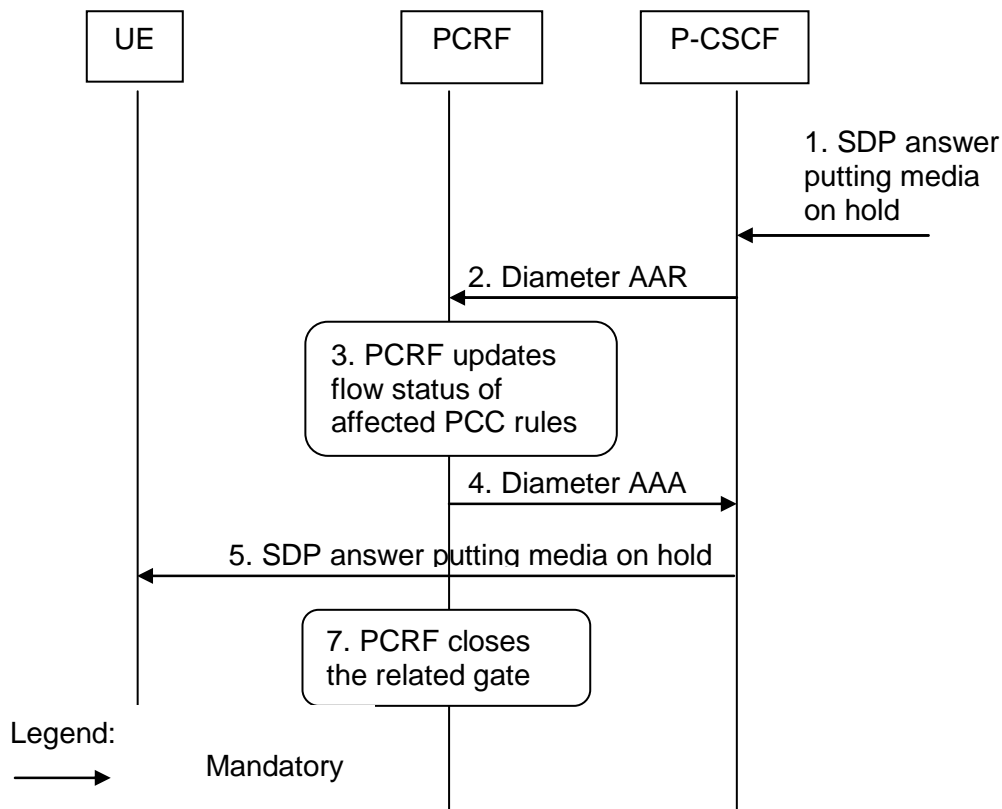 UE
PCRF
P-CSCF
1. SDP answer
putting media
on hold
2. Diameter AAR
3. PCRF updates
flow status of
affected PCC rules
4. Diameter AAA
5. SDP answer putting media on hold
7. PCRF closes
the related gate
Legend:
Mandatory